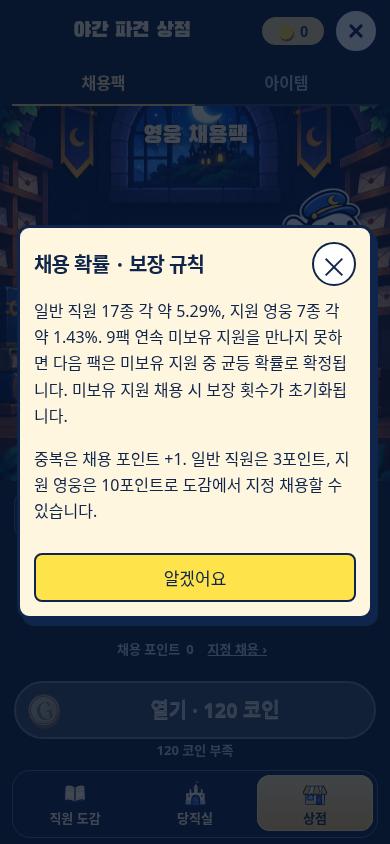 야간 파견 상점
0
채용팩
아이템
영웅 채용팩
채용 확률 · 보장 규칙
일반 직원 17종 각 약 5.29%, 지원 영웅 7종 각
약 1.43%. 9팩 연속 미보유 지원을 만나지 못하
면 다음 팩은 미보유 지원 중 균등 확률로 확정됩
니다. 미보유 지원 채용 시 보장 횟수가 초기화됩
니다.
중복은 채용 포인트 +1. 일반 직원은 3포인트, 지
원 영웅은 10포인트로 도감에서 지정 채용할 수
있습니다.
알겠어요
채용 포인트 0 지정 채용 ›
열기 · 120 코인
120 코인 부족
직원 도감
당직실
상점